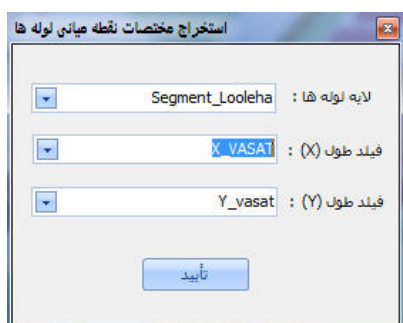 استخراج مختصات نقطه میانی لوله ها
لایه لوله ها : Segment_Looleha
فیلد طول (X) : X_VASAT
فیلد طول (Y) : Y_vasat
تأیید